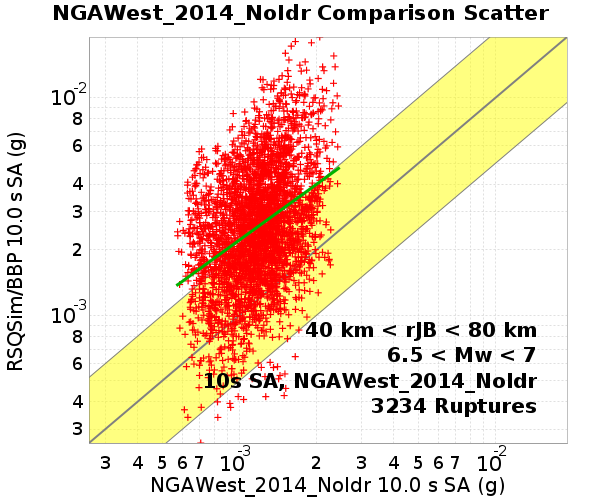 NGAWest_2014_NoIdr Comparison Scatter
RSQSim/BBP 10.0 s SA (g)
10-2
8
6
4
3
2
10-3
8
6
4
3
40 km < rJB < 80 km
6.5 < Mw < 7
10s SA, NGAWest_2014_NoIdr
3234 Ruptures
3 4 5 6 7 10-3 2 3 4 5 6 7 10-2
NGAWest_2014_NoIdr 10.0 s SA (g)